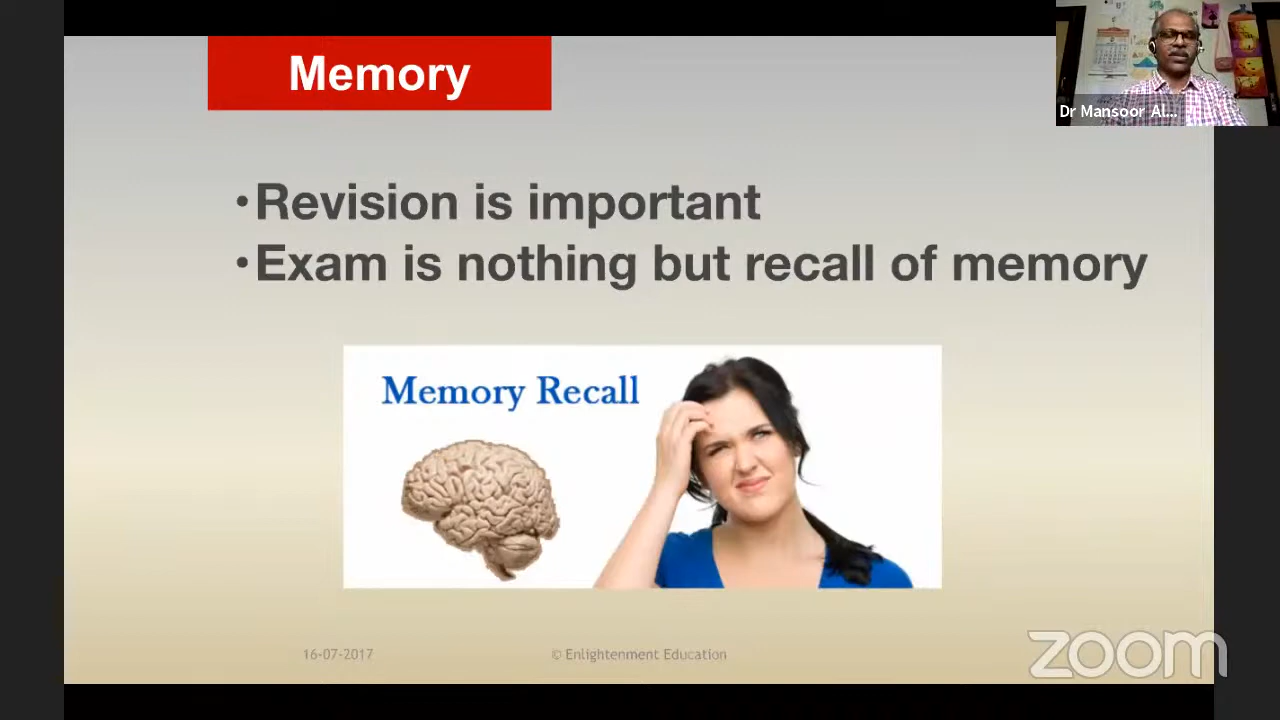 Memory
Dr Mansoor Al...
•Revision is important
•Exam is nothing but recall of memory
Memory Recall
16-07-2017
© Enlightenment Education
zoom